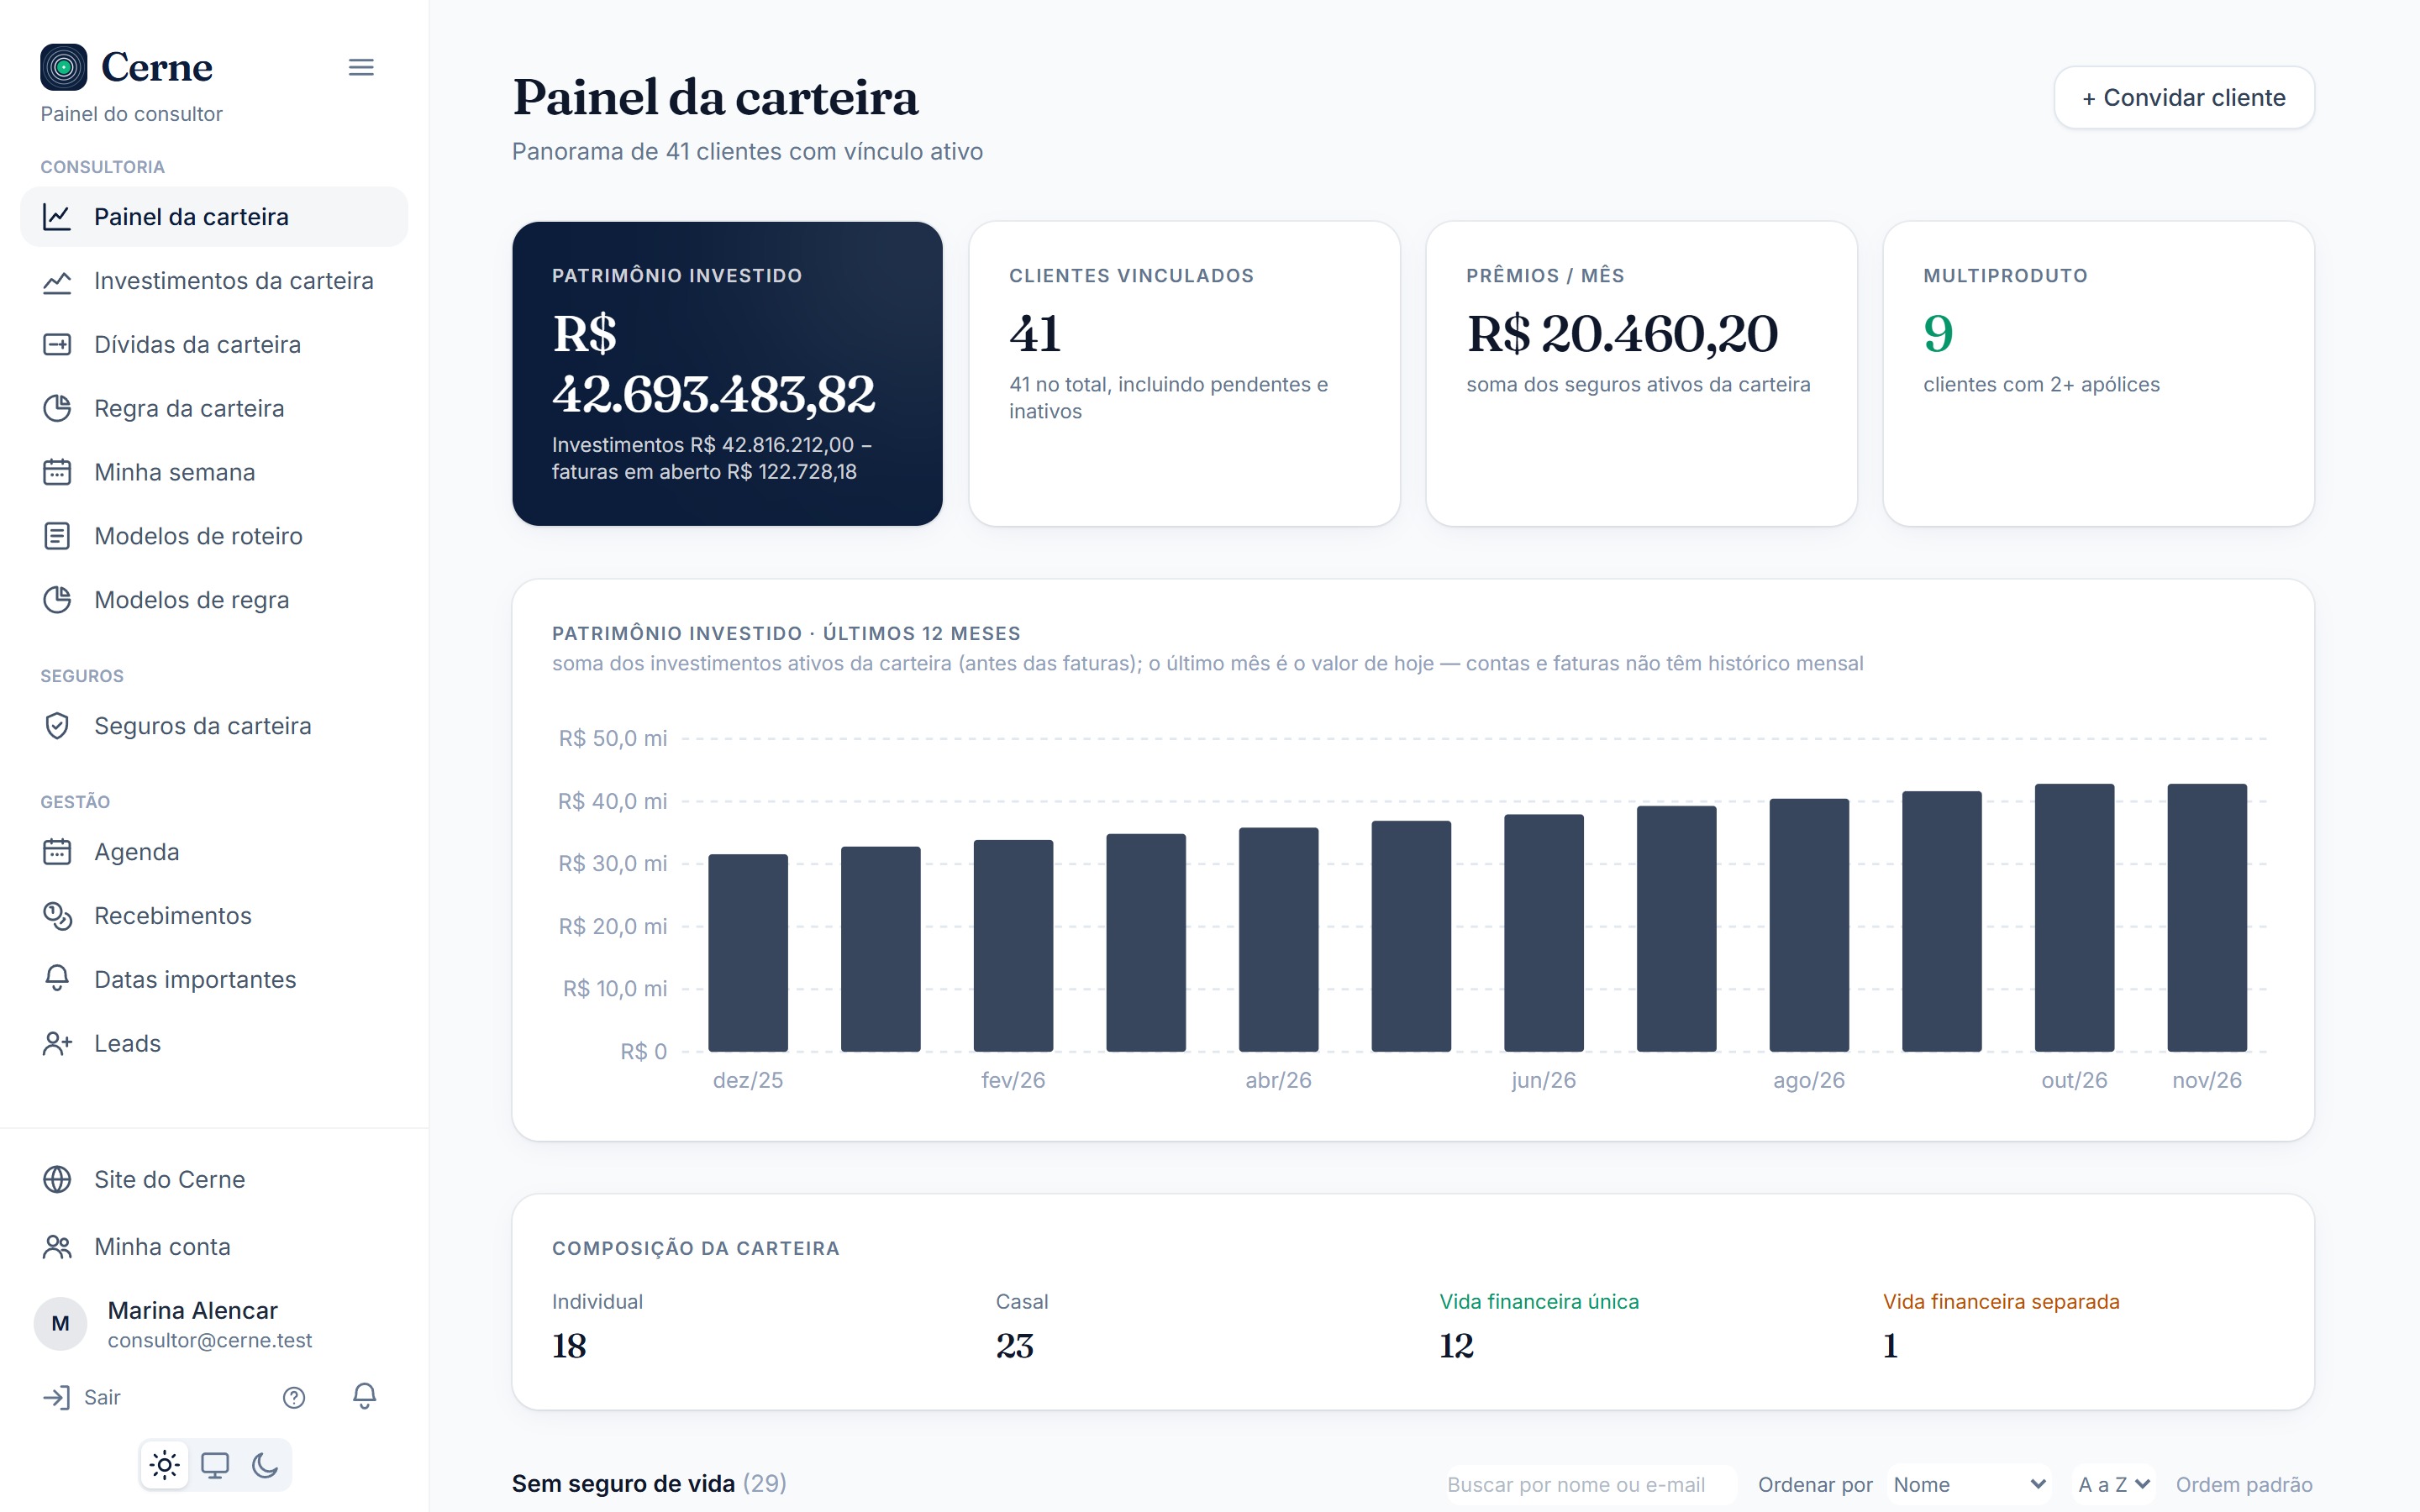 Cerne
Painel do consultor
CONSULTORIA
Painel da carteira
Investimentos da carteira
Dívidas da carteira
Regra da carteira
Minha semana
Modelos de roteiro
Modelos de regra
SEGUROS
Seguros da carteira
GESTÃO
Agenda
Recebimentos
Datas importantes
Leads
Site do Cerne
Minha conta
M
Marina Alencar
consultor@cerne.test
Sair
Painel da carteira
Panorama de 41 clientes com vínculo ativo
+ Convidar cliente
PATRIMÔNIO INVESTIDO
R$
42.693.483,82
Investimentos R$ 42.816.212,00 −
faturas em aberto R$ 122.728,18
CLIENTES VINCULADOS
41
41 no total, incluindo pendentes e
inativos
PRÊMIOS / MÊS
R$ 20.460,20
soma dos seguros ativos da carteira
MULTIPRODUTO
9
clientes com 2+ apólices
PATRIMÔNIO INVESTIDO · ÚLTIMOS 12 MESES
soma dos investimentos ativos da carteira (antes das faturas); o último mês é o valor de hoje — contas e faturas não têm histórico mensal
R$ 50,0 mi
R$ 40,0 mi
R$ 30,0 mi
R$ 20,0 mi
R$ 10,0 mi
R$ 0
dez/25 fev/26 abr/26 jun/26 ago/26 out/26 nov/26
COMPOSIÇÃO DA CARTEIRA
Individual
18
Casal
23
Vida financeira única
12
Vida financeira separada
1
Sem seguro de vida (29)
Buscar por nome ou e-mail
Ordenar por
Nome
A a Z
Ordem padrão